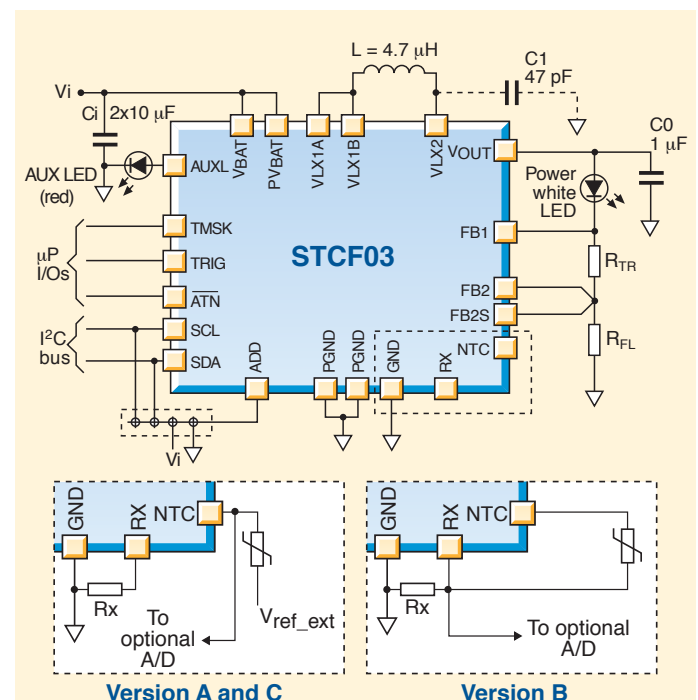 L = 4.7 μH
C1
47 pF
Vi
Ci
2x10 μF
C0
1 μF
VBAT
PVBAT
VLX1A
VLX1B
VLX2
VOUT
AUX LED
(red)
AUXL
Power
white
LED
TMSK
μP
I/Os
TRIG
ATN
STCF03
FB1
RTR
FB2
FB2S
I²C
bus
SCL
SDA
ADD
PGND
PGND
GND
RX
NTC
RFL
Vi
GND
RX
NTC
Rx
To
optional
A/D
Vref_ext
Version A and C
GND
RX
NTC
Rx
To optional
A/D
Version B